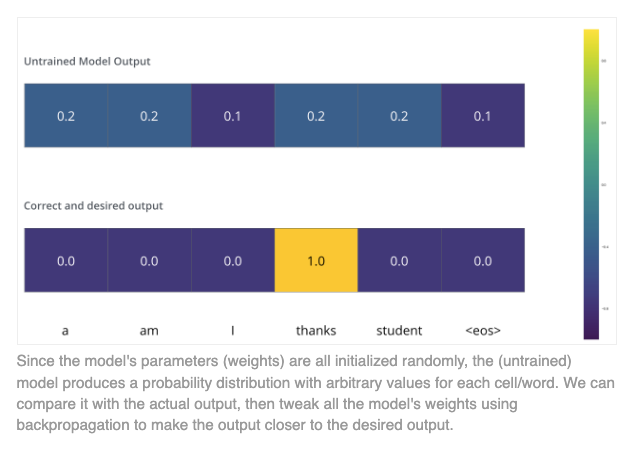 Untrained Model Output
0.2 0.2 0.1 0.2 0.2 0.1
Correct and desired output
0.0 0.0 0.0 1.0 0.0 0.0
a am I thanks student <eos>
Since the model's parameters (weights) are all initialized randomly, the (untrained)
model produces a probability distribution with arbitrary values for each cell/word. We can
compare it with the actual output, then tweak all the model's weights using
backpropagation to make the output closer to the desired output.